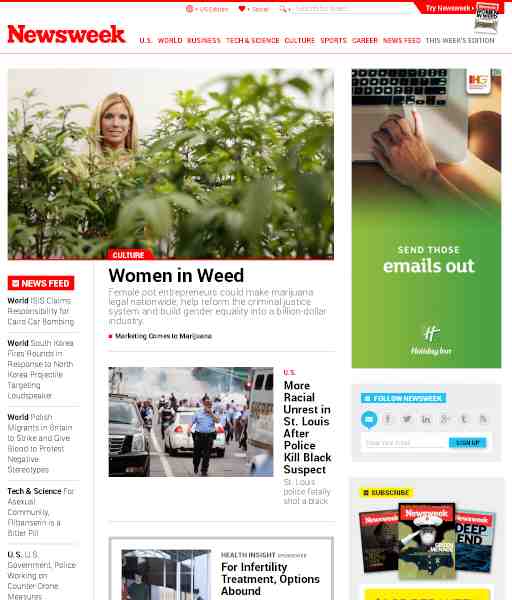 US Edition
Social
Try Newsweek
Newsweek
U.S. WORLD BUSINESS TECH & SCIENCE CULTURE SPORTS CAREER NEWS FEED THIS WEEK'S EDITION
CULTURE
Women in Weed
Female pot entrepreneurs could make marijuana
legal nationwide, help reform the criminal justice
system and build gender equality into a billion-dollar
industry.
Marketing Comes to Marijuana
NEWS FEED
World ISIS Claims
Responsibility for
Cairo Car Bombing
World South Korea
Fires Rounds in
Response to North
Korea Projectile
Targeting
Loudspeaker
World Polish
Migrants in Britain
to Strike and Give
Blood to Protest
Negative
Stereotypes
Tech & Science For
Asexual
Community,
Flibanserin is a
Bitter Pill
U.S. U.S.
Government, Police
Working on
Counter-Drone
Measures
U.S.
More
Racial
Unrest in
St. Louis
After
Police
Kill Black
Suspect
St. Louis
police fatally
shot a black
HEALTH INSIGHT
For Infertility
Treatment, Options
Abound
IHG
SEND THOSE
emails out
H
Holiday Inn
FOLLOW NEWSWEEK
SIGN UP
SUBSCRIBE
Newsweek
Newsweek
Newsweek
DEEP
END